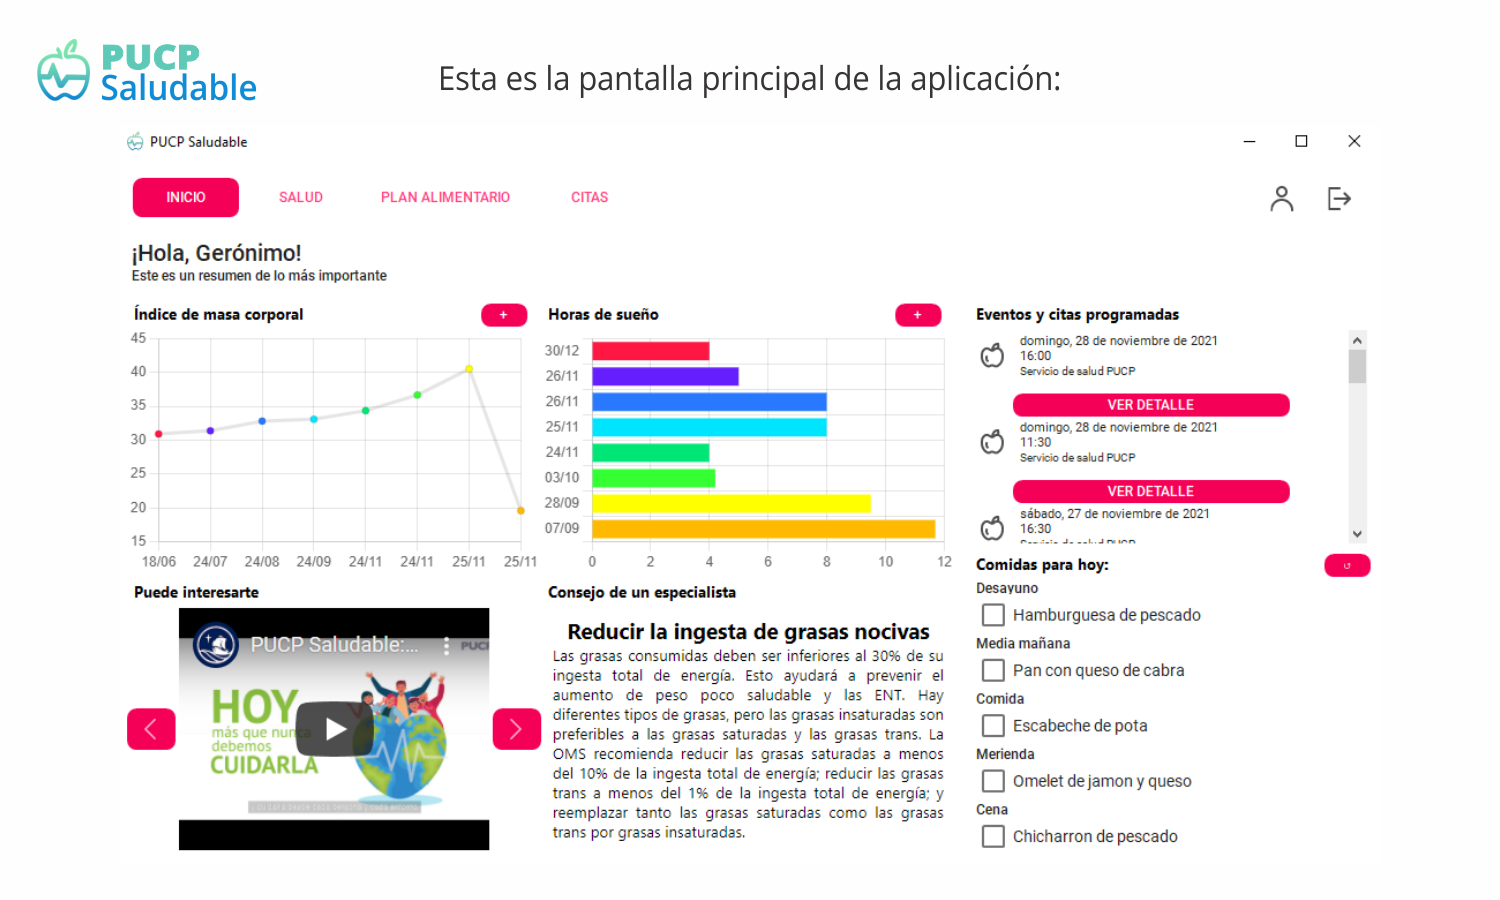 PUCP
Saludable
Esta es la pantalla principal de la aplicación:
PUCP Saludable
INICIO
SALUD
PLAN ALIMENTARIO
CITAS
¡Hola, Gerónimo!
Este es un resumen de lo más importante
Índice de masa corporal
+
45
40
35
30
25
20
15
18/06
24/07
24/08
24/09
24/11
24/11
25/11
25/11
Horas de sueño
+
30/12
26/11
26/11
25/11
24/11
03/10
28/09
07/09
0
2
4
6
8
10
12
Eventos y citas programadas
domingo, 28 de noviembre de 2021
16:00
Servicio de salud PUCP
VER DETALLE
domingo, 28 de noviembre de 2021
11:30
Servicio de salud PUCP
VER DETALLE
sábado, 27 de noviembre de 2021
16:30
Servicio de salud PUCP
Puede interesarte
PUCP Saludable:...
PUCP
HOY
más que nunca
debemos
CUIDARLA
Consejo de un especialista
Reducir la ingesta de grasas nocivas
Las grasas consumidas deben ser inferiores al 30% de su
ingesta total de energía. Esto ayudará a prevenir el
aumento de peso poco saludable y las ENT. Hay
diferentes tipos de grasas, pero las grasas insaturadas son
preferibles a las grasas saturadas y las grasas trans. La
OMS recomienda reducir las grasas saturadas a menos
del 10% de la ingesta total de energía; reducir las grasas
trans a menos del 1% de la ingesta total de energía; y
reemplazar tanto las grasas saturadas como las grasas
trans por grasas insaturadas.
Comidas para hoy:
Desayuno
Hamburguesa de pescado
Media mañana
Pan con queso de cabra
Comida
Escabeche de pota
Merienda
Omelet de jamon y queso
Cena
Chicharron de pescado